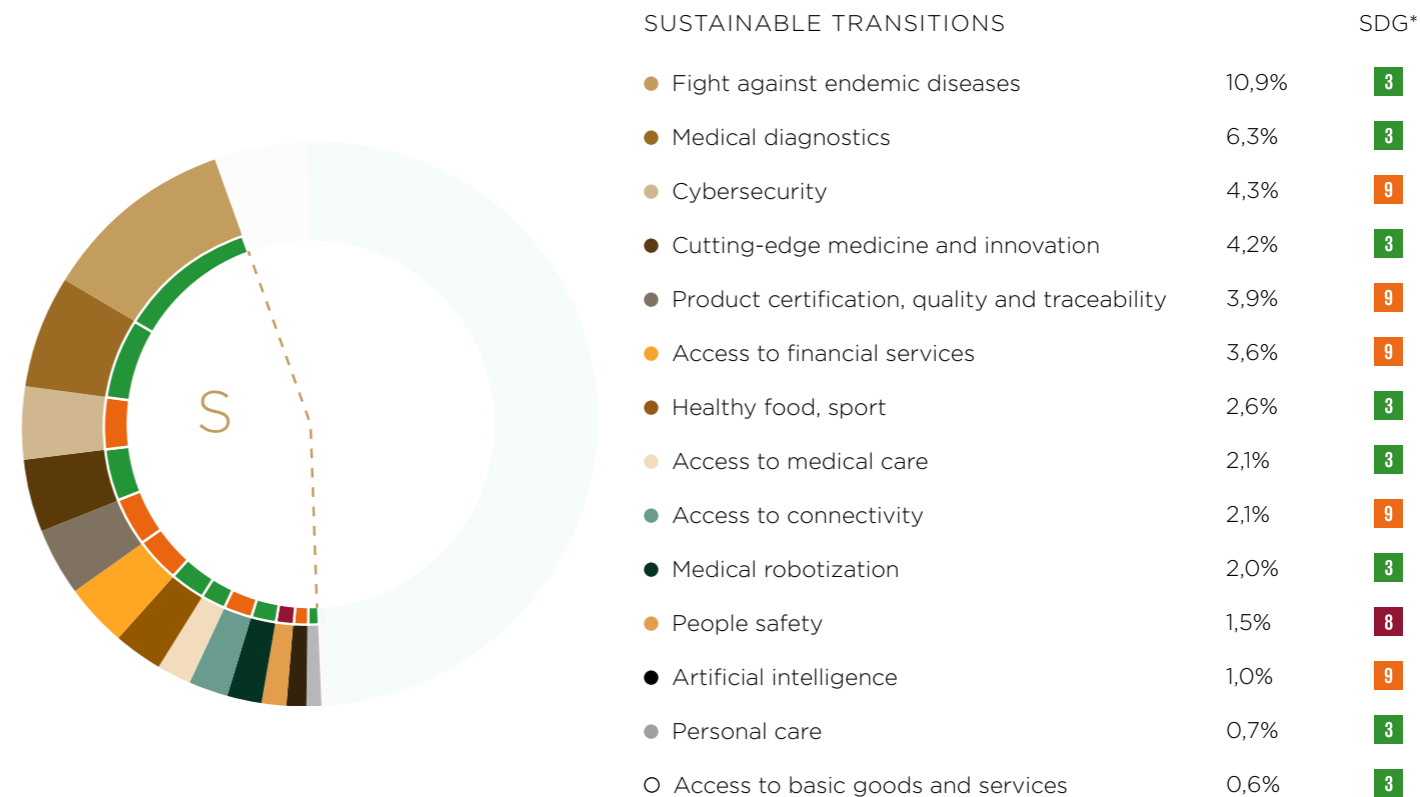 SUSTAINABLE TRANSITIONS SDG*
Fight against endemic diseases 10,9% 3
Medical diagnostics 6,3% 3
Cybersecurity 4,3% 9
Cutting-edge medicine and innovation 4,2% 3
Product certification, quality and traceability 3,9% 9
Access to financial services 3,6% 9
Healthy food, sport 2,6% 3
Access to medical care 2,1% 3
Access to connectivity 2,1% 9
Medical robotization 2,0% 3
People safety 1,5% 8
Artificial intelligence 1,0% 9
Personal care 0,7% 3
Access to basic goods and services 0,6% 3
S